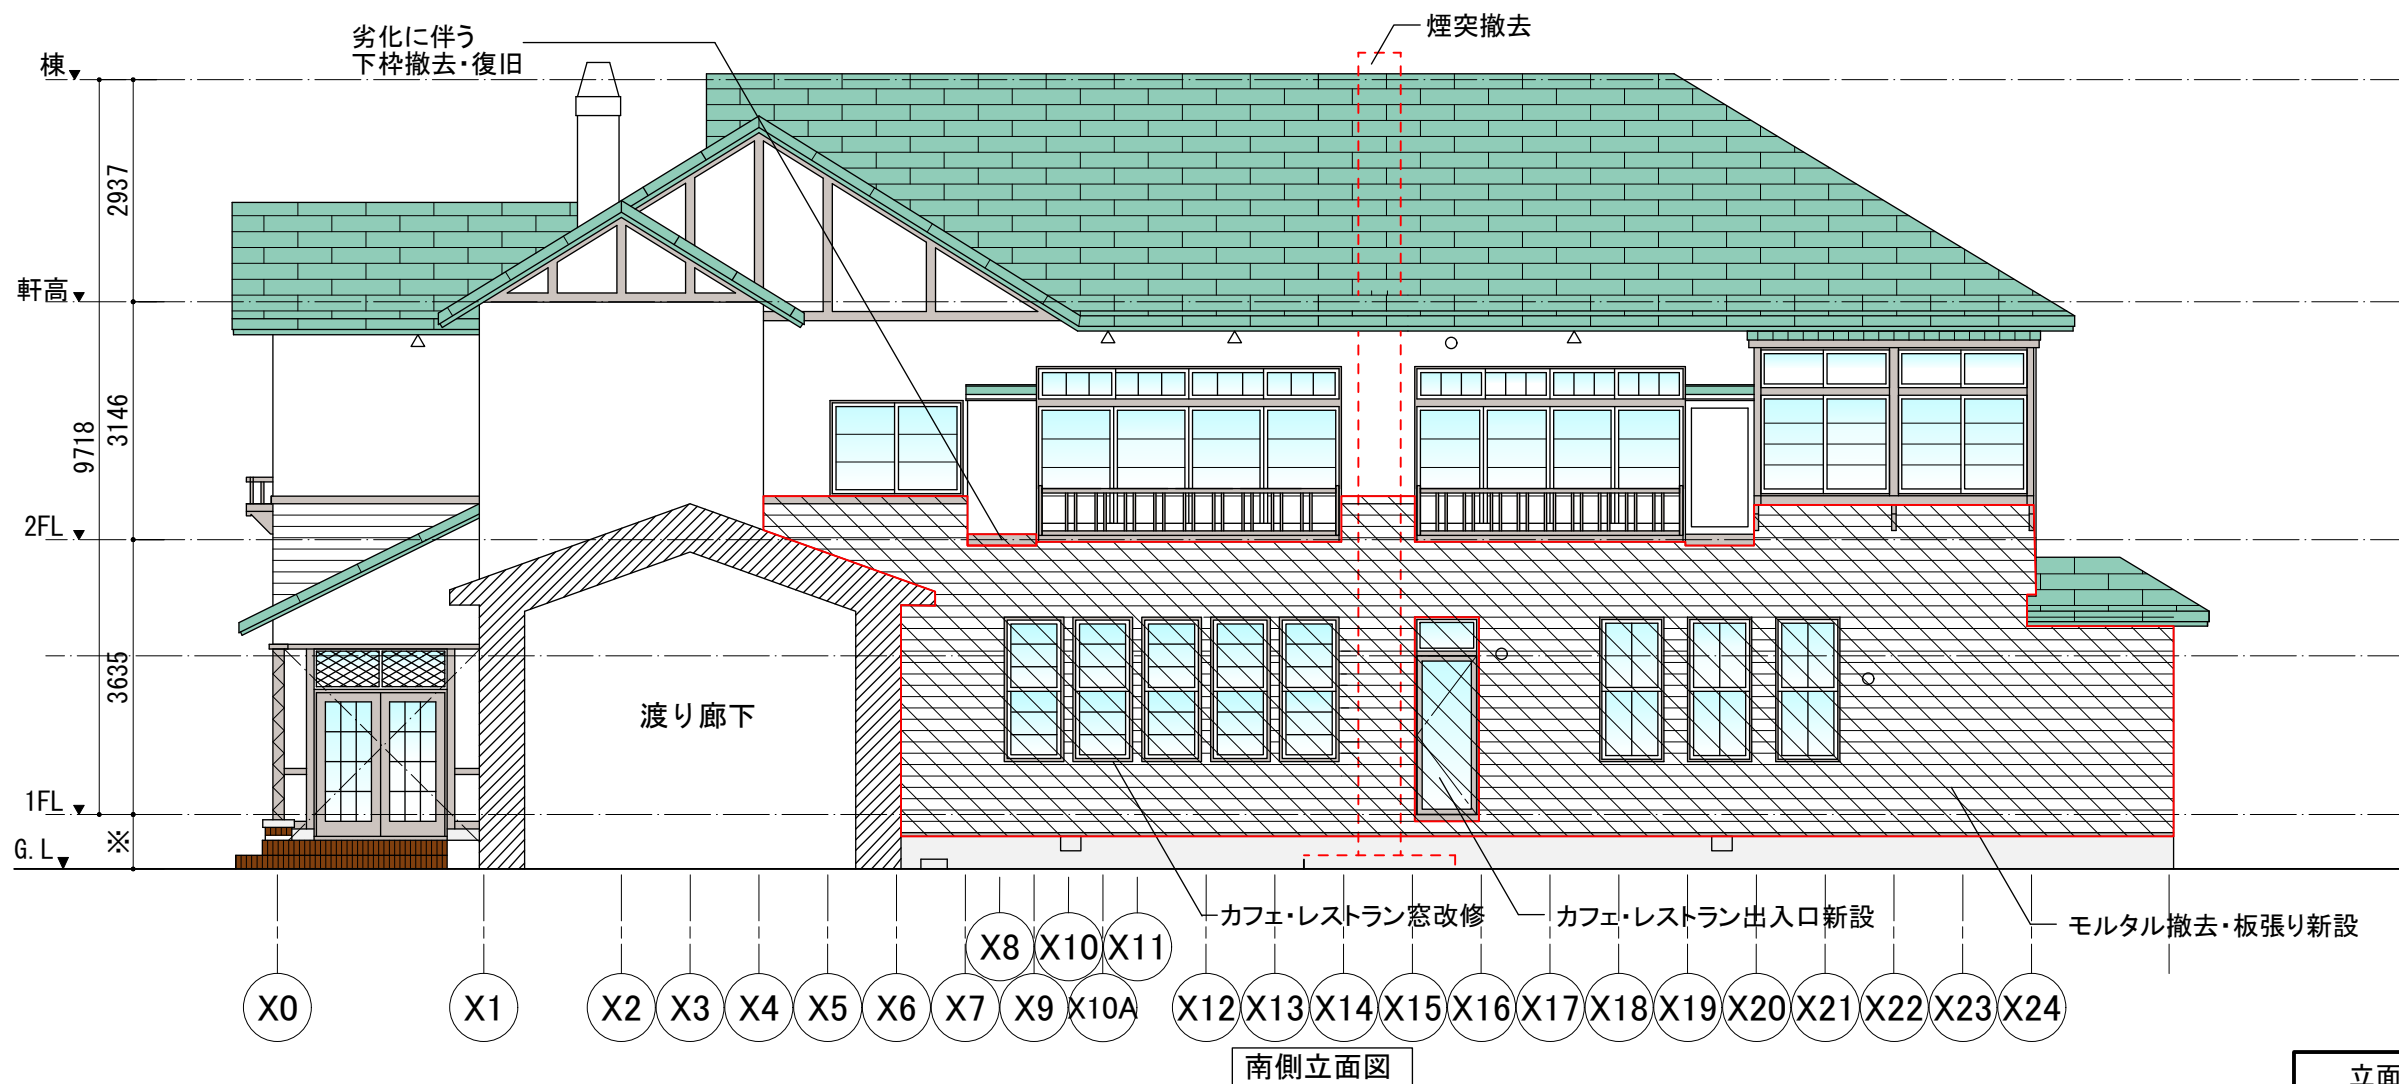 劣化に伴う
下枠撤去・復旧
煙突撤去
棟
2937
軒高
9718
3146
2FL
3635
渡り廊下
1FL
※
G.L
カフェ・レストラン窓改修
カフェ・レストラン出入口新設
モルタル撤去・板張り新設
X8
X10
X11
X0
X1
X2
X3
X4
X5
X6
X7
X9
X10A
X12
X13
X14
X15
X16
X17
X18
X19
X20
X21
X22
X23
X24
南側立面図
立面